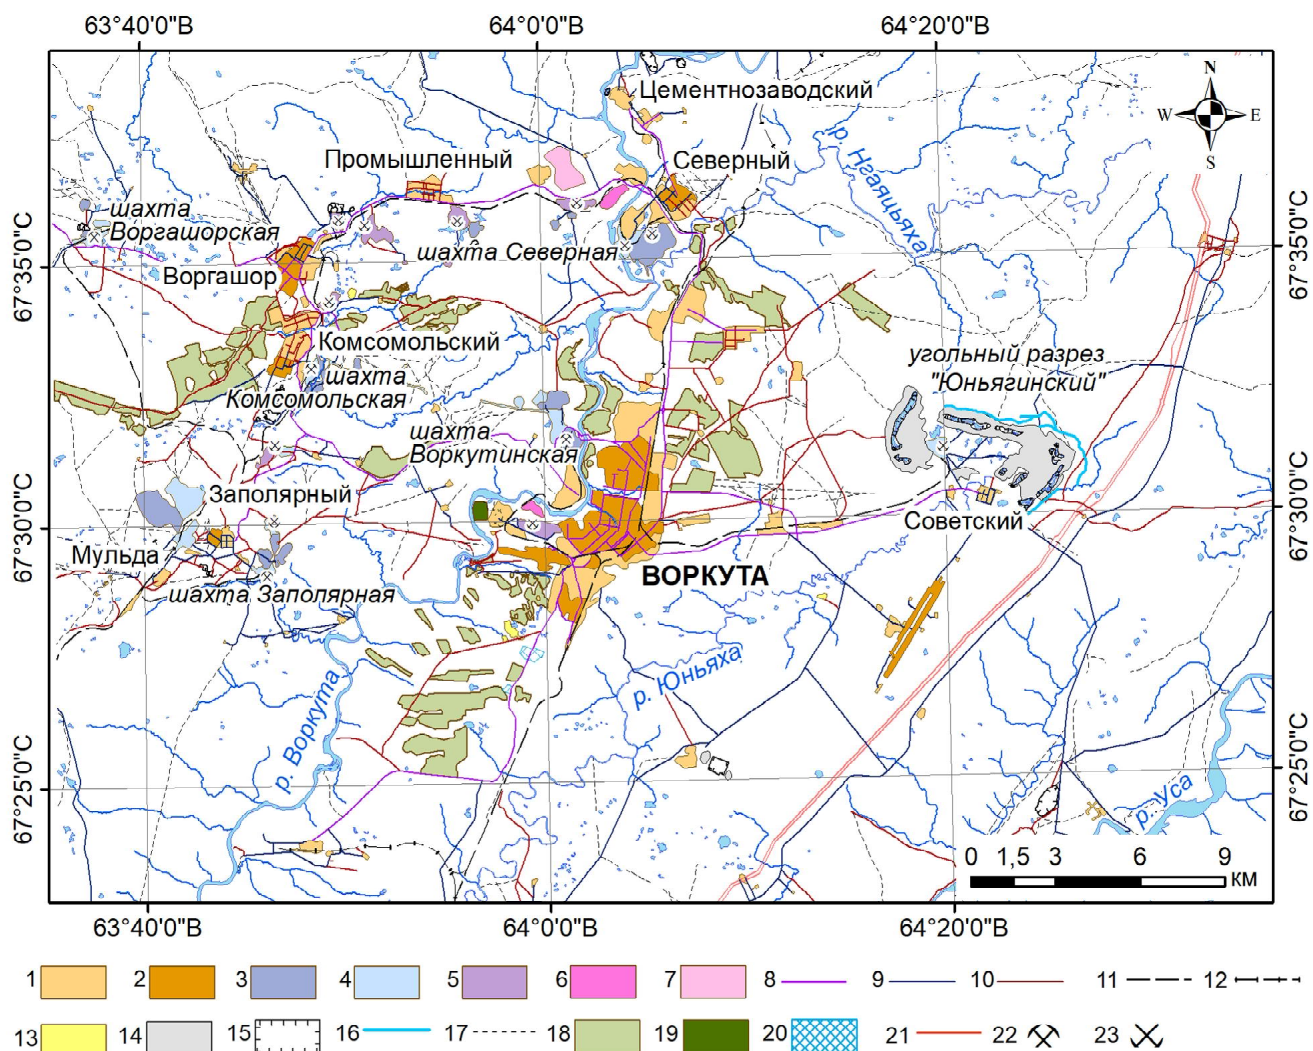 63°40'0"В 64°0'0"В 64°20'0"В
N
W E
S
Цементнозаводский
Промышленный
Северный
р. Нгаяцьяха
шахта
Воргашорская
шахта Северная
67°35'0"С
67°35'0"С
Воргашор
Комсомольский
шахта
Комсомольская
угольный разрез
"Юньягинский"
шахта
Воркутинская
Заполярный
67°30'0"С
67°30'0"С
Советский
Мульда
ВОРКУТА
шахта Заполярная
р. Юньяха
р. Воркута
67°25'0"С
67°25'0"С
р. Уса
0 1,5 3 6 9
км
63°40'0"В 64°0'0"В 64°20'0"В
1 2 3 4 5 6 7 8 9 10 11 12
13 14 15 16 17 18 19 20 21 22 23